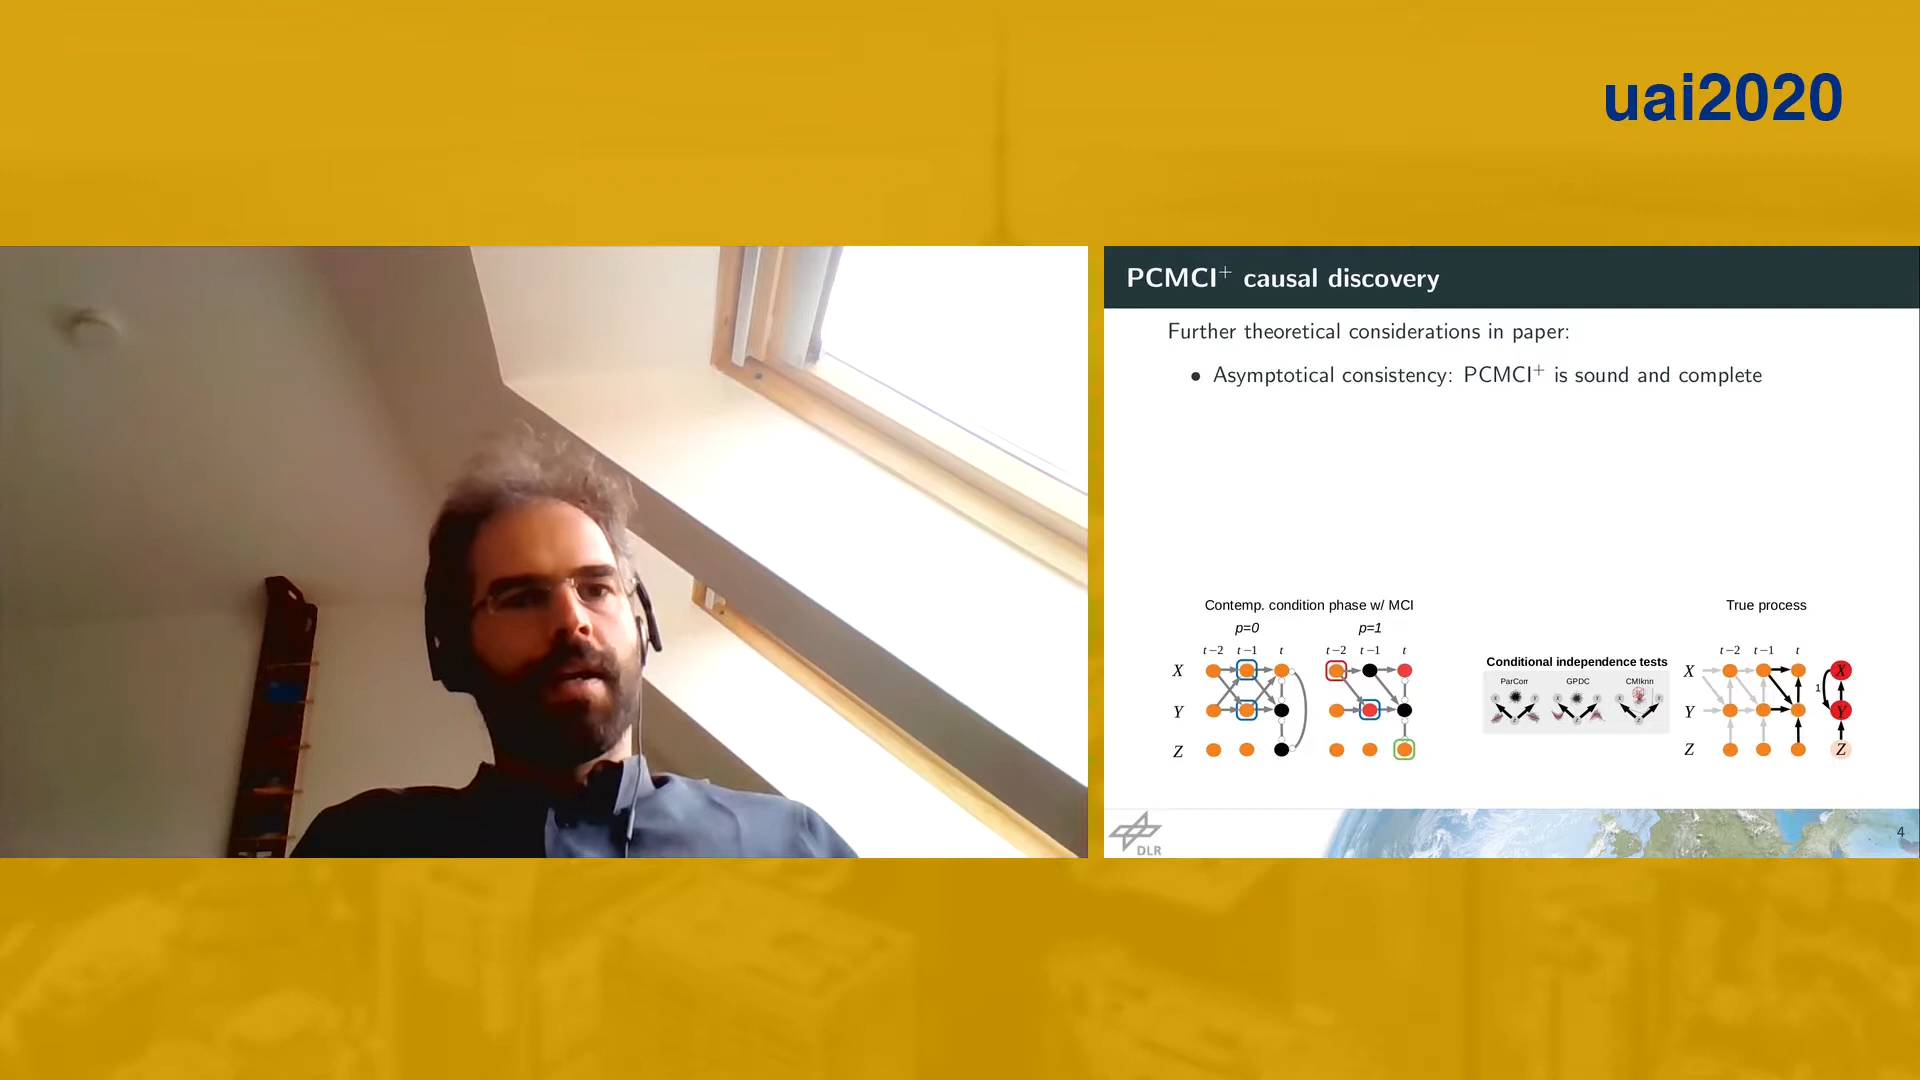 uai2020
PCMCI⁺ causal discovery
Further theoretical considerations in paper:
• Asymptotical consistency: PCMCI⁺ is sound and complete
Contemp. condition phase w/ MCI
p=0 p=1
t−2 t−1 t t−2 t−1 t
X
Y
Z
Conditional independence tests
ParCorr GPDC CMIknn
True process
t−2 t−1 t
X X
1
Y Y
Z Z
DLR
4